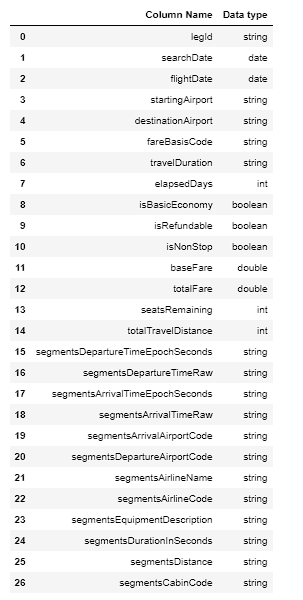 Column Name Data type
0 legId string
1 searchDate date
2 flightDate date
3 startingAirport string
4 destinationAirport string
5 fareBasisCode string
6 travelDuration string
7 elapsedDays int
8 isBasicEconomy boolean
9 isRefundable boolean
10 isNonStop boolean
11 baseFare double
12 totalFare double
13 seatsRemaining int
14 totalTravelDistance int
15 segmentsDepartureTimeEpochSeconds string
16 segmentsDepartureTimeRaw string
17 segmentsArrivalTimeEpochSeconds string
18 segmentsArrivalTimeRaw string
19 segmentsArrivalAirportCode string
20 segmentsDepartureAirportCode string
21 segmentsAirlineName string
22 segmentsAirlineCode string
23 segmentsEquipmentDescription string
24 segmentsDurationInSeconds string
25 segmentsDistance string
26 segmentsCabinCode string